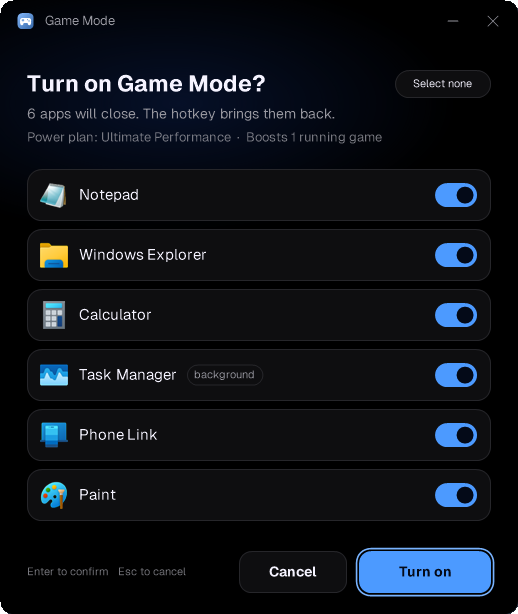 Game Mode
Turn on Game Mode?
Select none
6 apps will close. The hotkey brings them back.
Power plan: Ultimate Performance · Boosts 1 running game
Notepad
Windows Explorer
Calculator
Task Manager background
Phone Link
Paint
Enter to confirm Esc to cancel
Cancel
Turn on